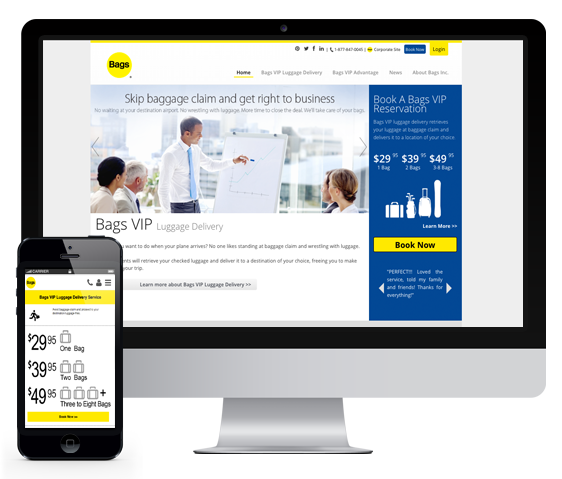 1-877-847-0045 | Corporate Site
Book Now
Login
Bags
Home
Bags VIP Luggage Delivery
Bags VIP Advantage
News
About Bags Inc.
Skip baggage claim and get right to business
No waiting at your destination airport. No wrestling with luggage. More time to close the deal. We'll take care of your bags.
Book A Bags VIP
Reservation
Bags VIP luggage delivery retrieves
your luggage at baggage claim and
delivers it to a location of your choice.
$29 95 $39 95 $49 95
1 Bag 2 Bags 3-8 Bags
Learn More >>
Book Now
"PERFECT!!! Loved the
service, told my family
and friends! Thanks for
everything!"
Bags VIP Luggage Delivery
you want to do when your plane arrives? No one likes standing at baggage claim and wrestling with luggage.
ents will retrieve your checked luggage and deliver it to a destination of your choice, freeing you to make
your trip.
Learn more about Bags VIP Luggage Delivery >>
CARRIER
Bags
Bags VIP Luggage Delivery Service
$29 95
One Bag
$39 95
Two Bags
$49 95 +
Three to Eight Bags
Book Now >>